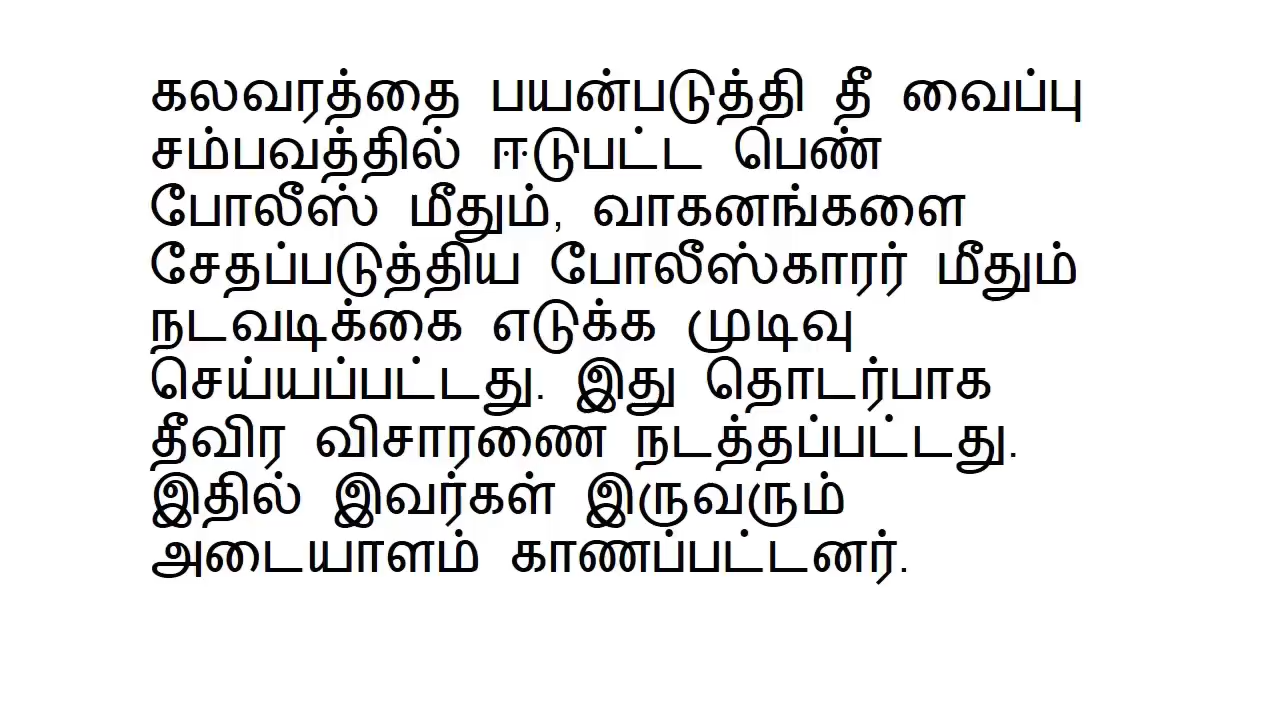 கலவரத்தை பயன்படுத்தி தீ வைப்பு
சம்பவத்தில் ஈடுபட்ட பெண்
போலீஸ் மீதும், வாகனங்களை
சேதப்படுத்திய போலீஸ்காரர் மீதும்
நடவடிக்கை எடுக்க முடிவு
செய்யப்பட்டது. இது தொடர்பாக
தீவிர விசாரணை நடத்தப்பட்டது.
இதில் இவர்கள் இருவரும்
அடையாளம் காணப்பட்டனர்.